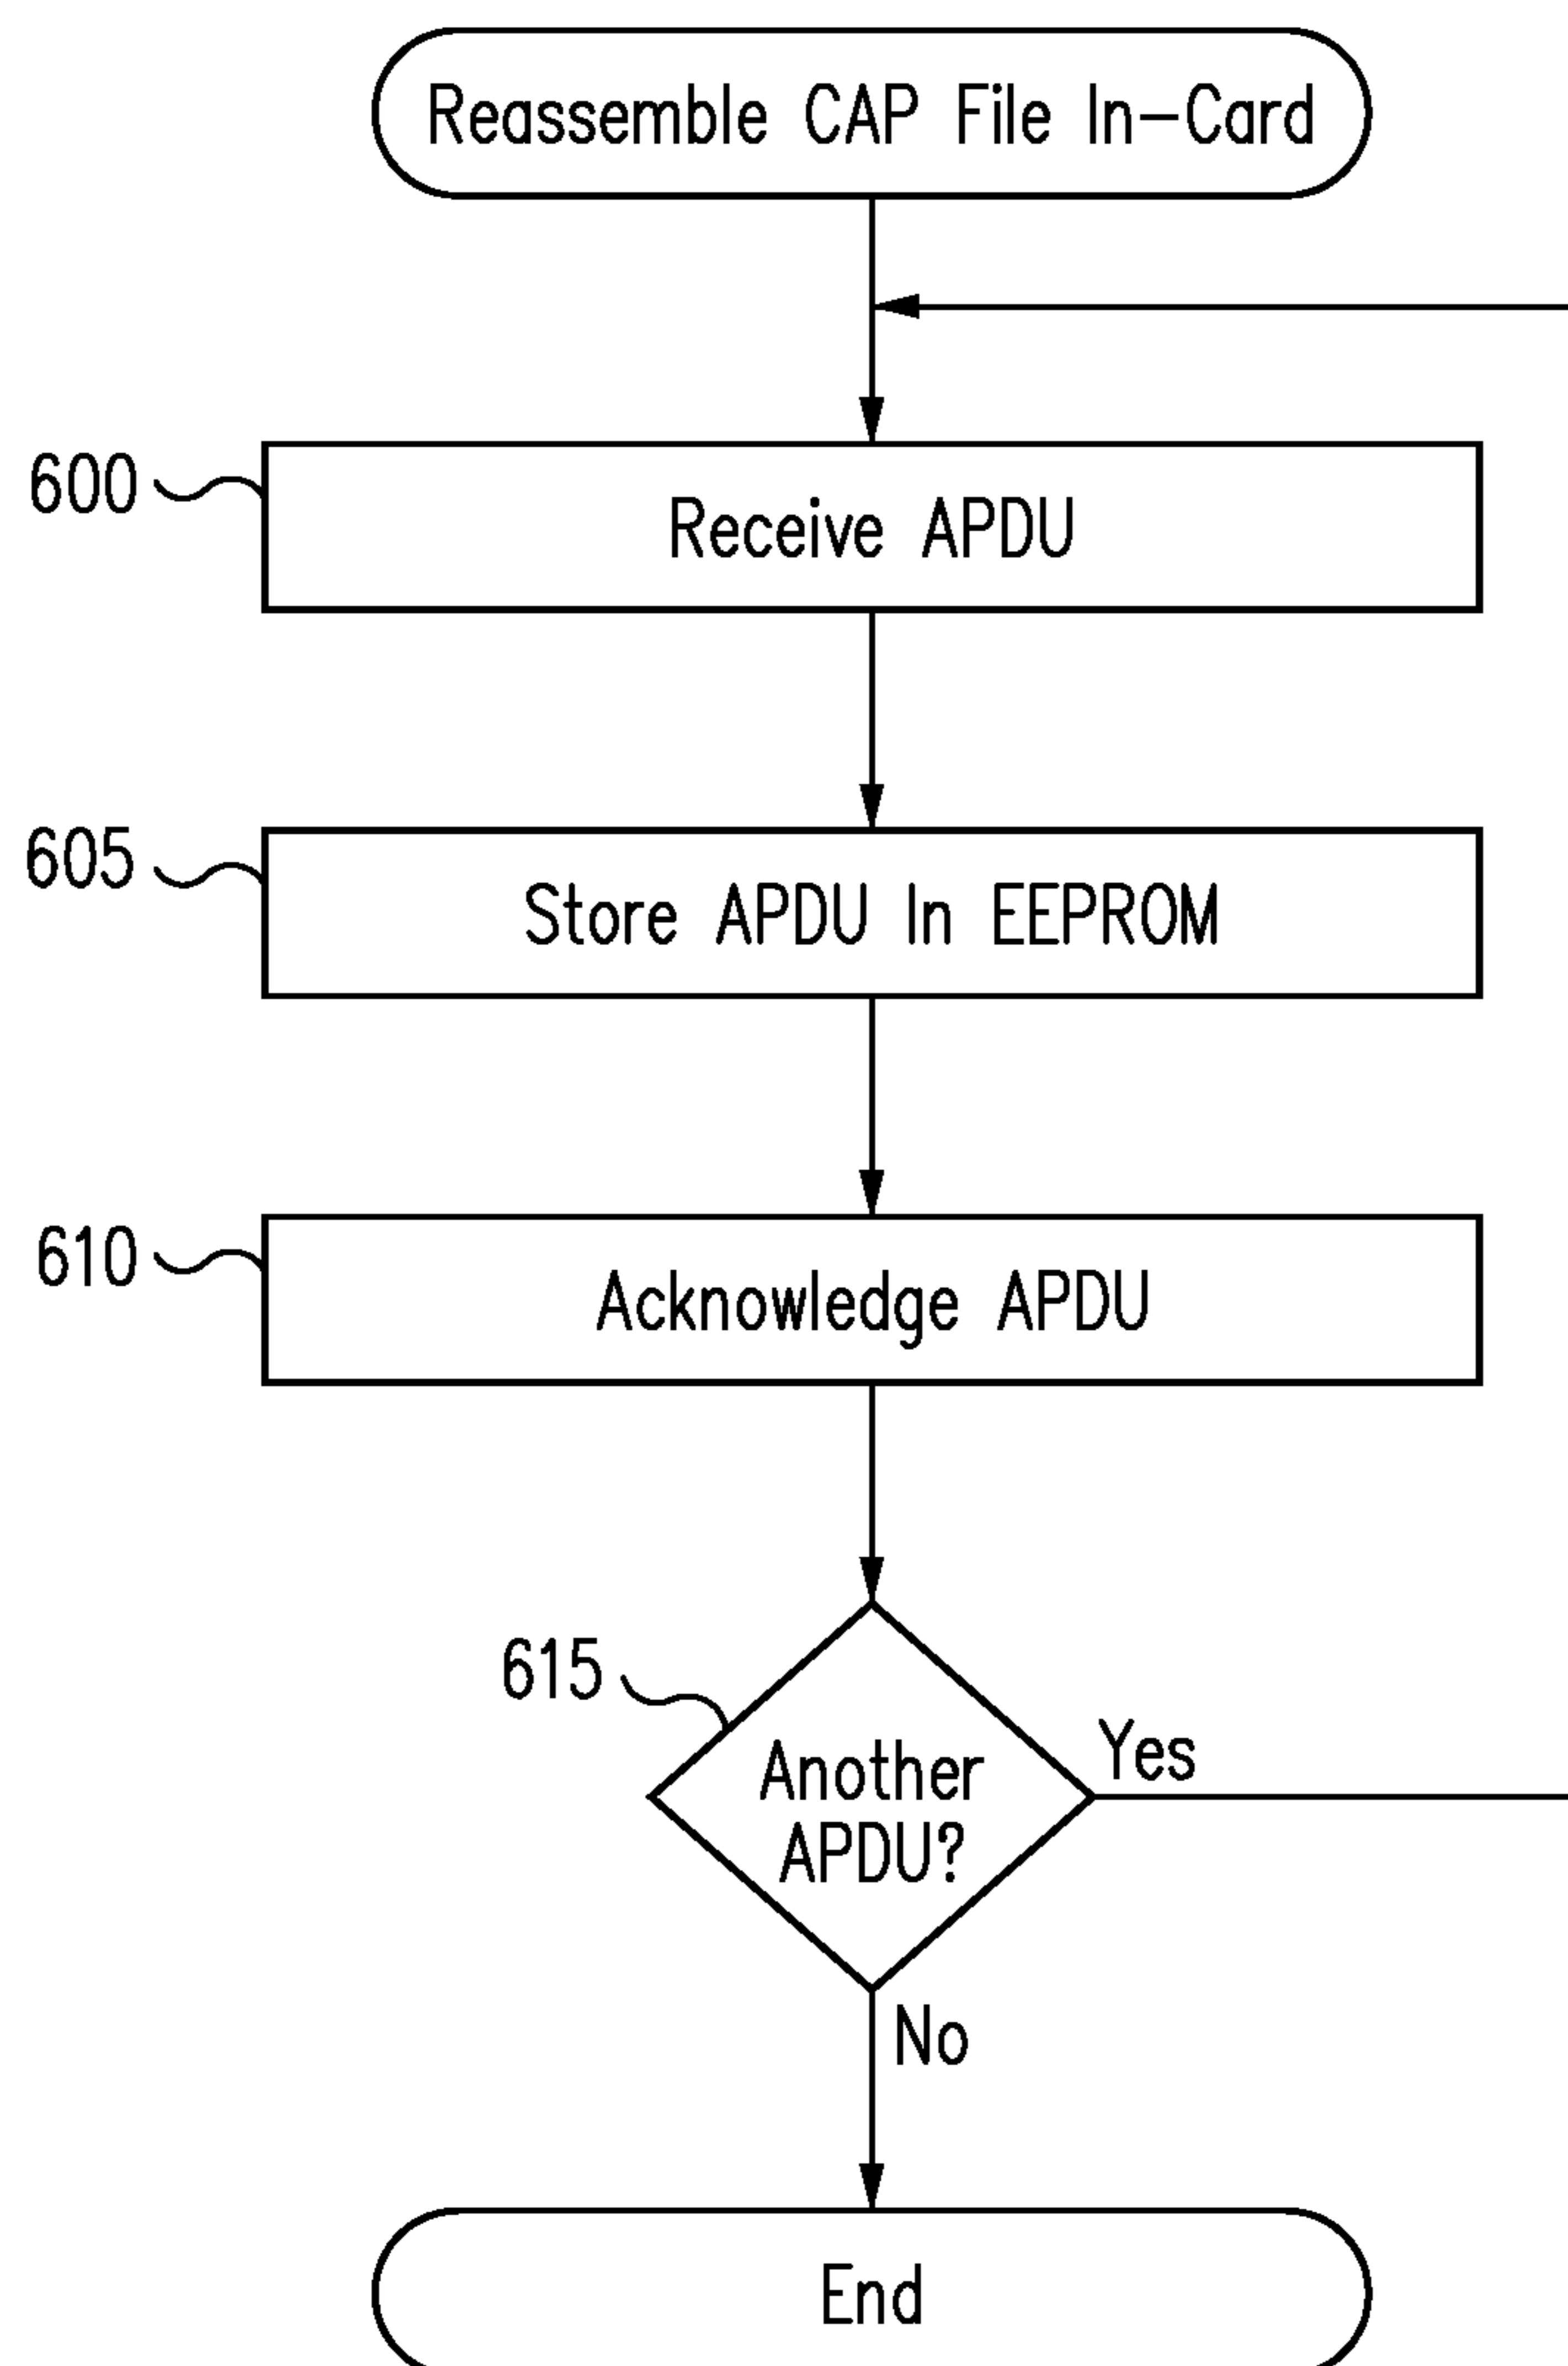 Reassemble CAP File In-Card
600
Receive APDU
605
Store APDU In EEPROM
610
Acknowledge APDU
615
Another
APDU?
Yes
No
End